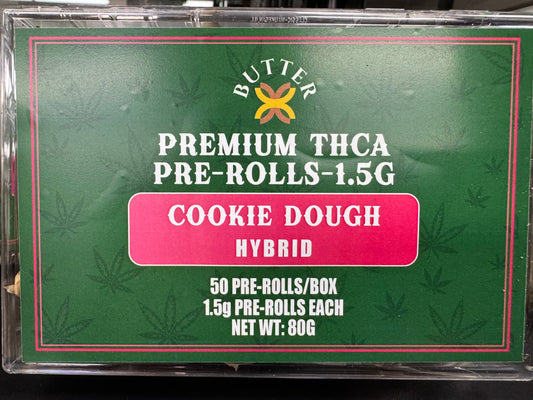 BUTTER
PREMIUM THCA
PRE-ROLLS-1.5G
COOKIE DOUGH
HYBRID
50 PRE-ROLLS/BOX
1.5g PRE-ROLLS EACH
NET WT: 80G